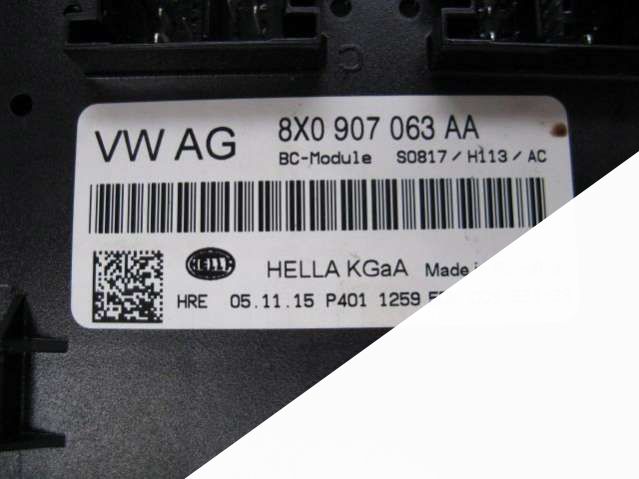 VW AG
8X0 907 063 AA
BC-Module S0817 / H113 / AC
HELLA
HELLA KGaA Made in
HRE 05.11.15 P401 1259
C